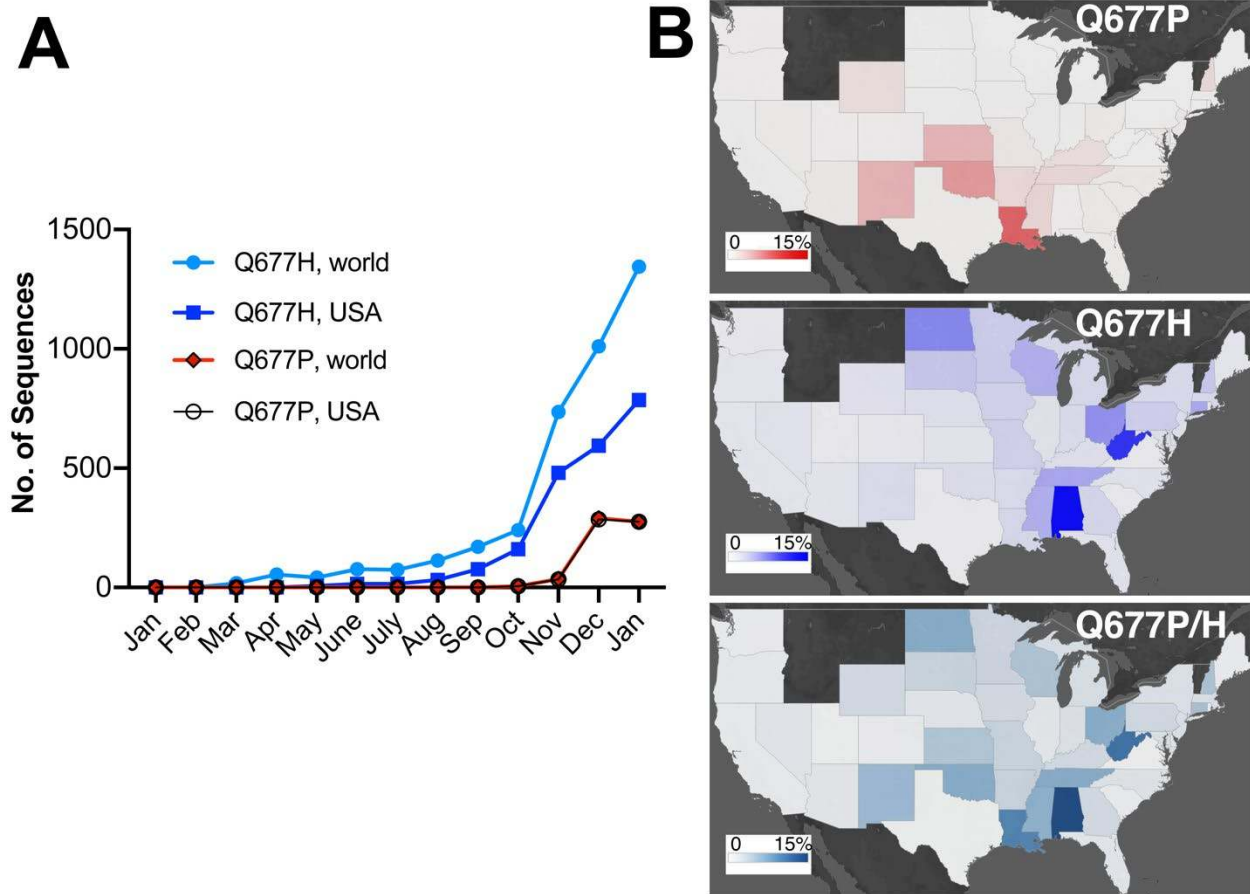 A
No. of Sequences
1500
1000
500
0
Q677H, world
Q677H, USA
Q677P, world
Q677P, USA
Jan
Feb
Mar
Apr
May
June
July
Aug
Sep
Oct
Nov
Dec
Jan
B
Q677P
0 15%
Q677H
0 15%
Q677P/H
0 15%